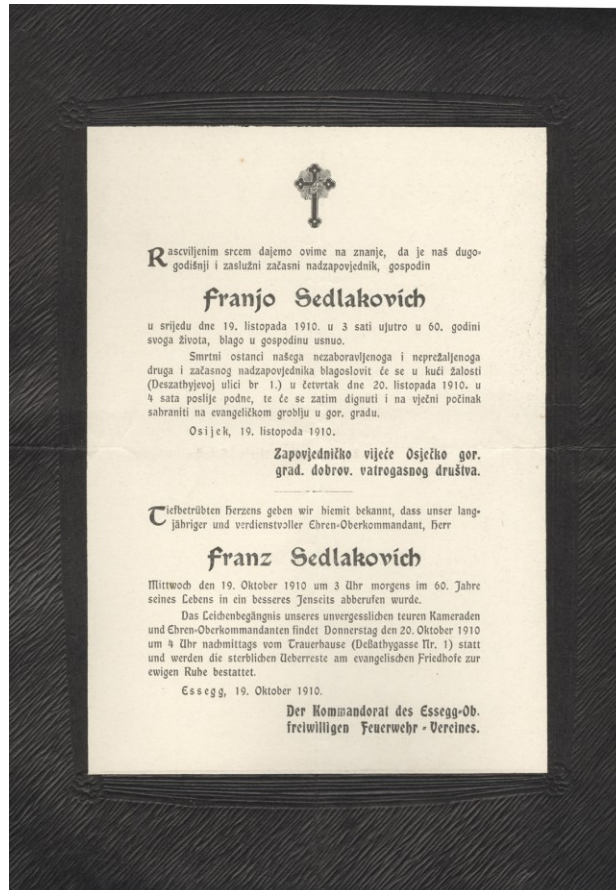 Rascviljenim srcem dajemo ovime na znanje, da je naš dugo-
godišnji i zaslužni začasni nadzapovjednik, gospodin
Franjo Sedlakovich
u srijedu dne 19. listopada 1910. u 3 sati ujutro u 60. godini
svoga života, blago u gospodinu usnuo.
Smrtni ostanci našega nezaboravljenoga i neprežaljenoga
druga i začasnog nadzapovjednika blagoslovit će se u kući žalosti
(Deszathyjevoj ulici br 1.) u četvrtak dne 20. listopada 1910. u
4 sata poslije podne, te će se zatim dignuti i na vječni počinak
sahraniti na evangeličkom groblju u gor. gradu.
Osijek, 19. listopoda 1910.
Zapovjedničko vijeće Osječko gor.
grad. dobrov. vatrogasnog društva.
Tiefbetrübten Herzens geben wir hiemit bekannt, dass unser lang-
jähriger und verdienstvoller Ehren-Oberkommandant, Herr
Franz Sedlakovich
Mittwoch den 19. Oktober 1910 um 3 Uhr morgens im 60. Jahre
seines Lebens in ein besseres Jenseits abberufen wurde.
Das Leichenbegängnis unseres unvergesslichen teuren Kameraden
und Ehren-Oberkommandanten findet Donnerstag den 20. Oktober 1910
um 4 Uhr nachmittags vom Trauerhause (Deßathygasse Nr. 1) statt
und werden die sterblichen Ueberreste am evangelischen Friedhofe zur
ewigen Ruhe bestattet.
Essegg, 19. Oktober 1910.
Der Kommandorat des Essegg-Ob.
freiwilligen Feuerwehr-Vereines.